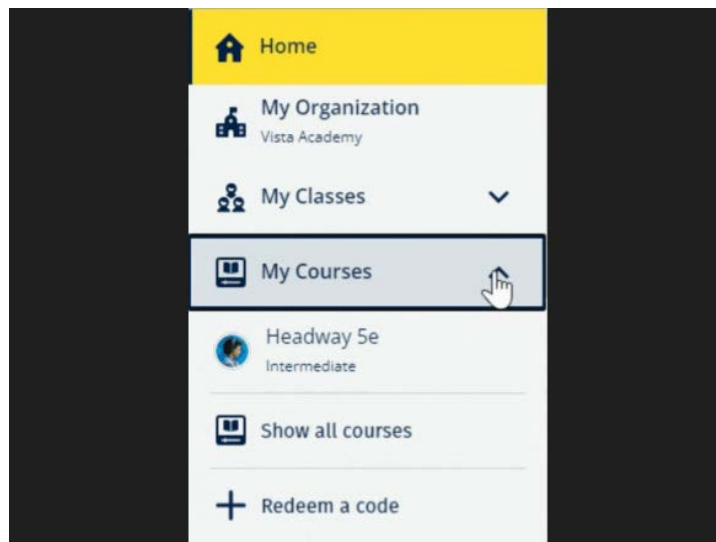 Home
My Organization
Vista Academy
My Classes
My Courses
Headway 5e
Intermediate
Show all courses
Redeem a code